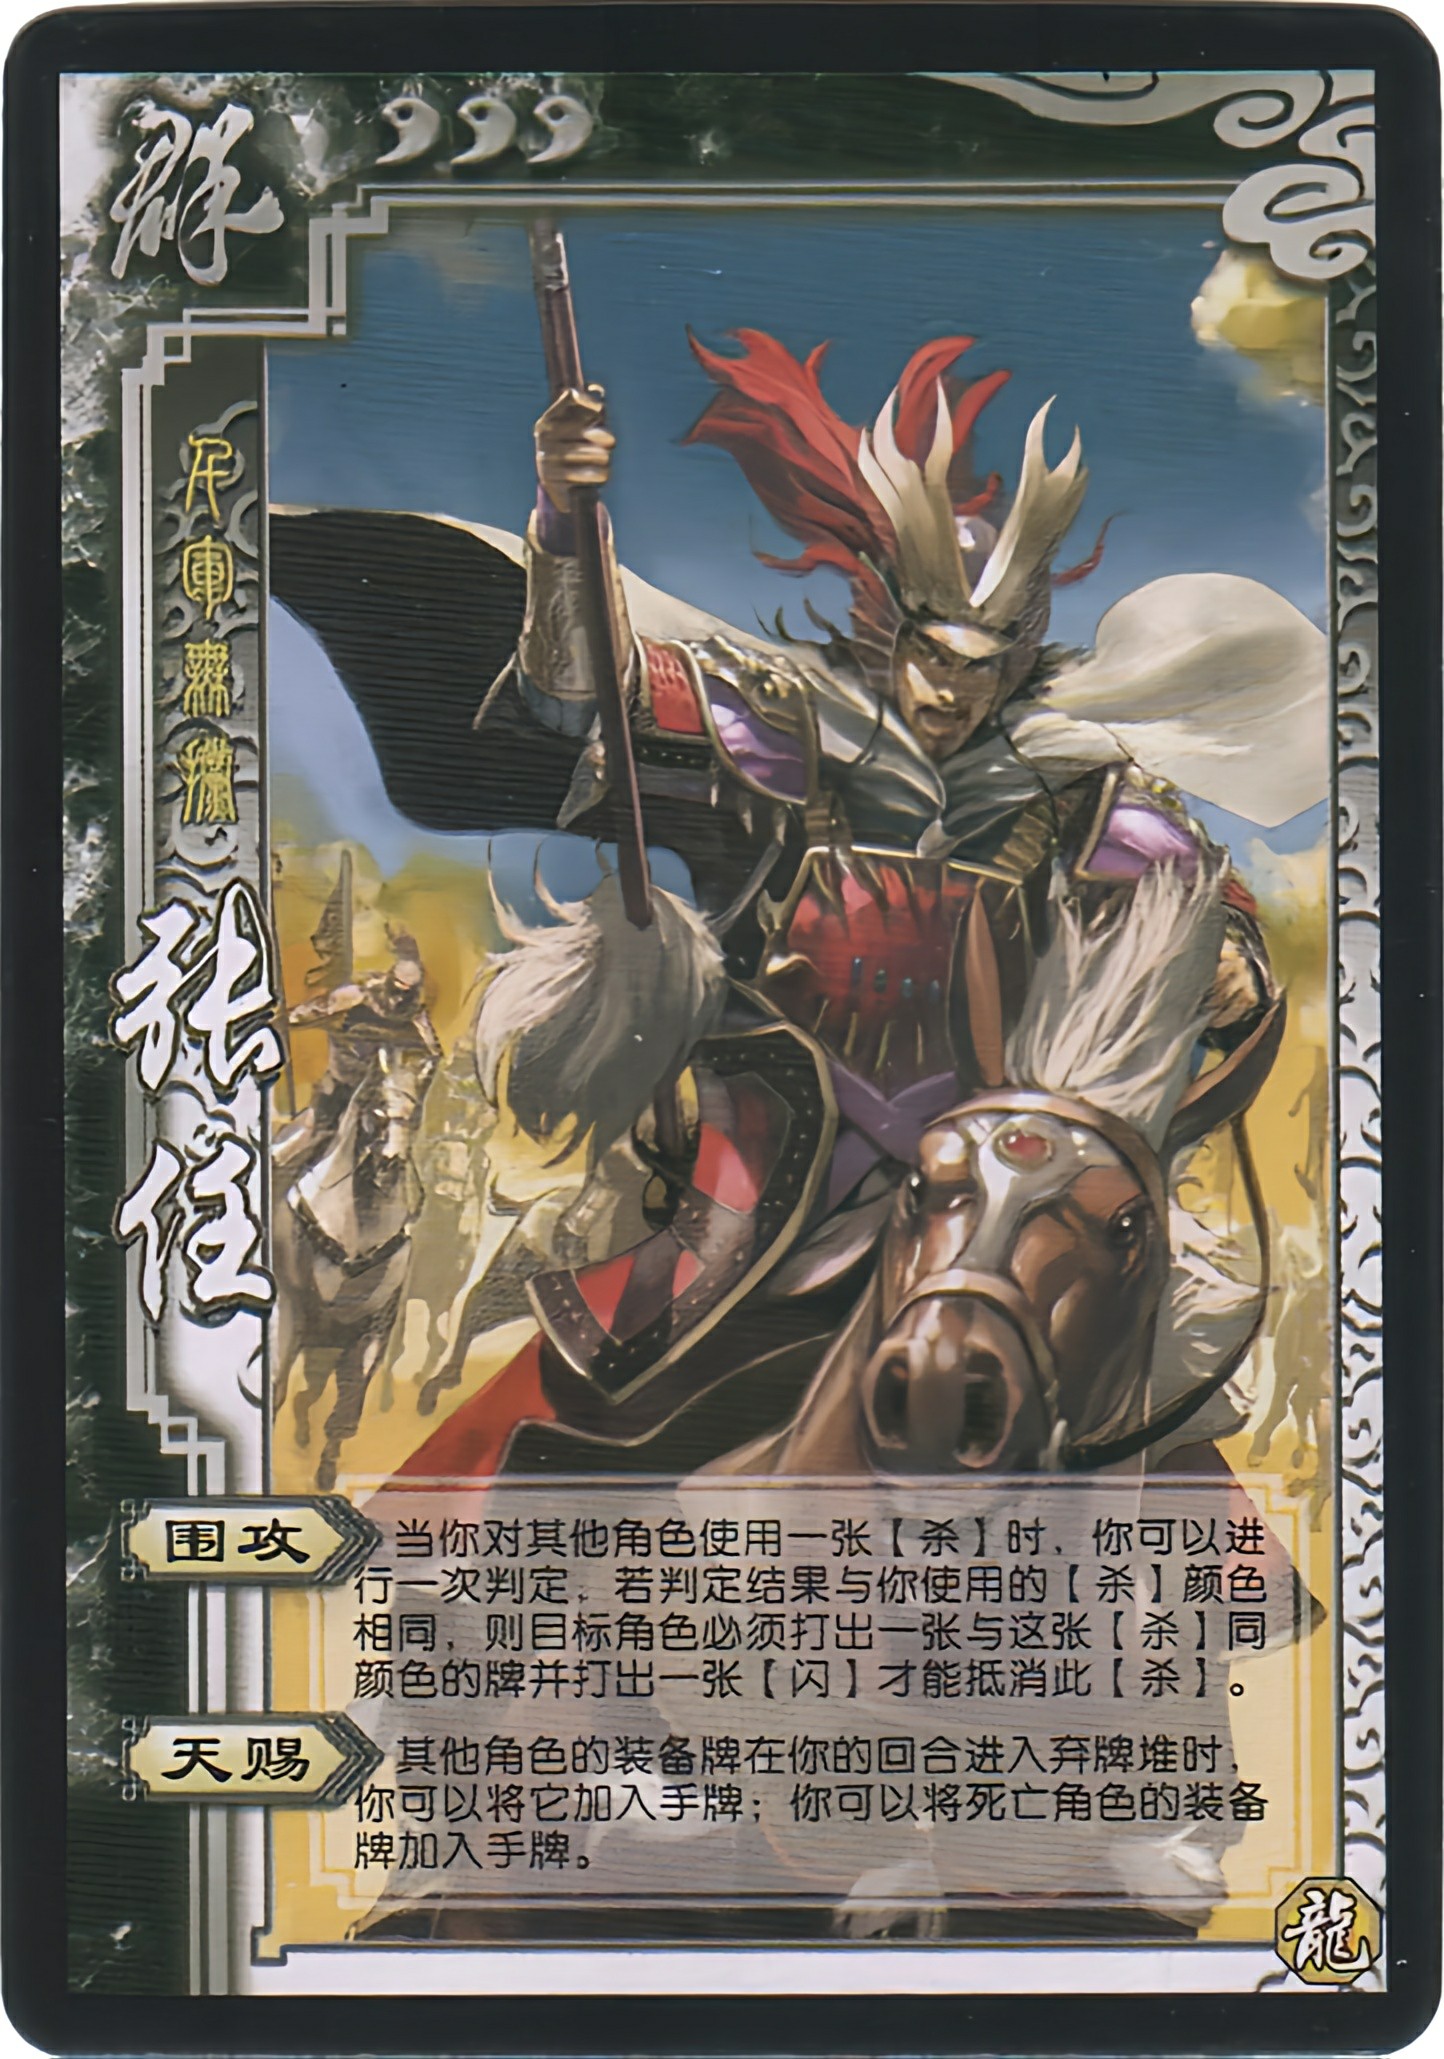 群
軍無
张任
围攻
当你对其他角色使用一张【杀】时，你可以进
行一次判定，若判定结果与你使用的【杀】颜色
相同，则目标角色必须打出一张与这张【杀】同
颜色的牌并打出一张【闪】才能抵消此【杀】。
天赐
其他角色的装备牌在你的回合进入弃牌堆时，
你可以将它加入手牌；你可以将死亡角色的装备
牌加入手牌。
龍